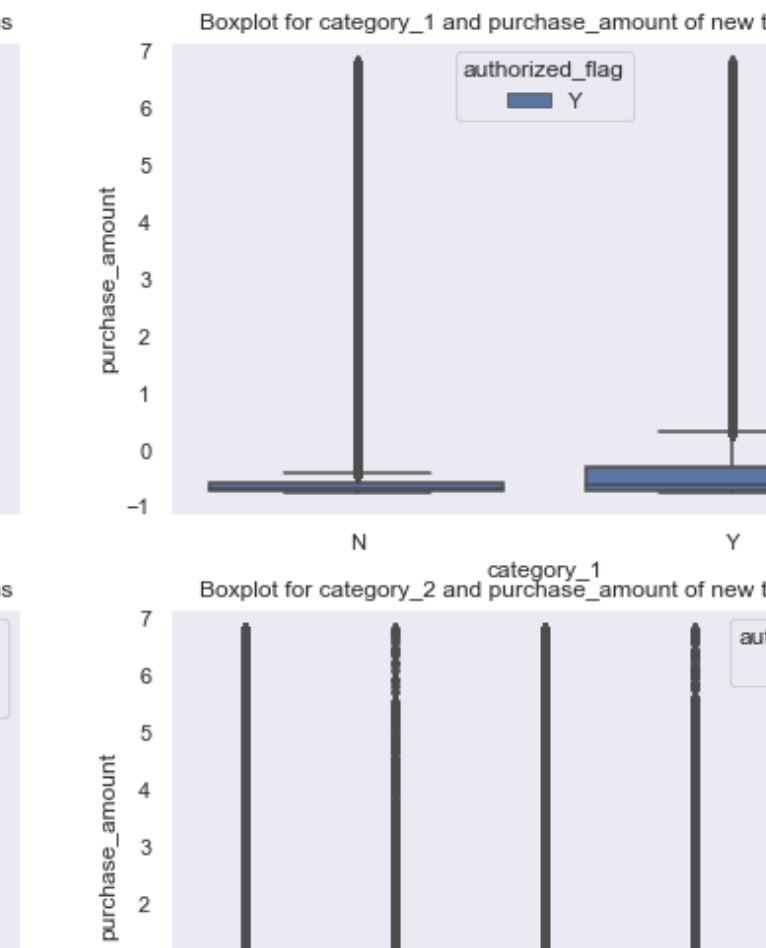 s
Boxplot for category_1 and purchase_amount of new t
authorized_flag
Y
7
6
5
4
3
2
1
0
−1
purchase_amount
N
Y
category_1
s
Boxplot for category_2 and purchase_amount of new t
aut
7
6
5
4
3
2
purchase_amount